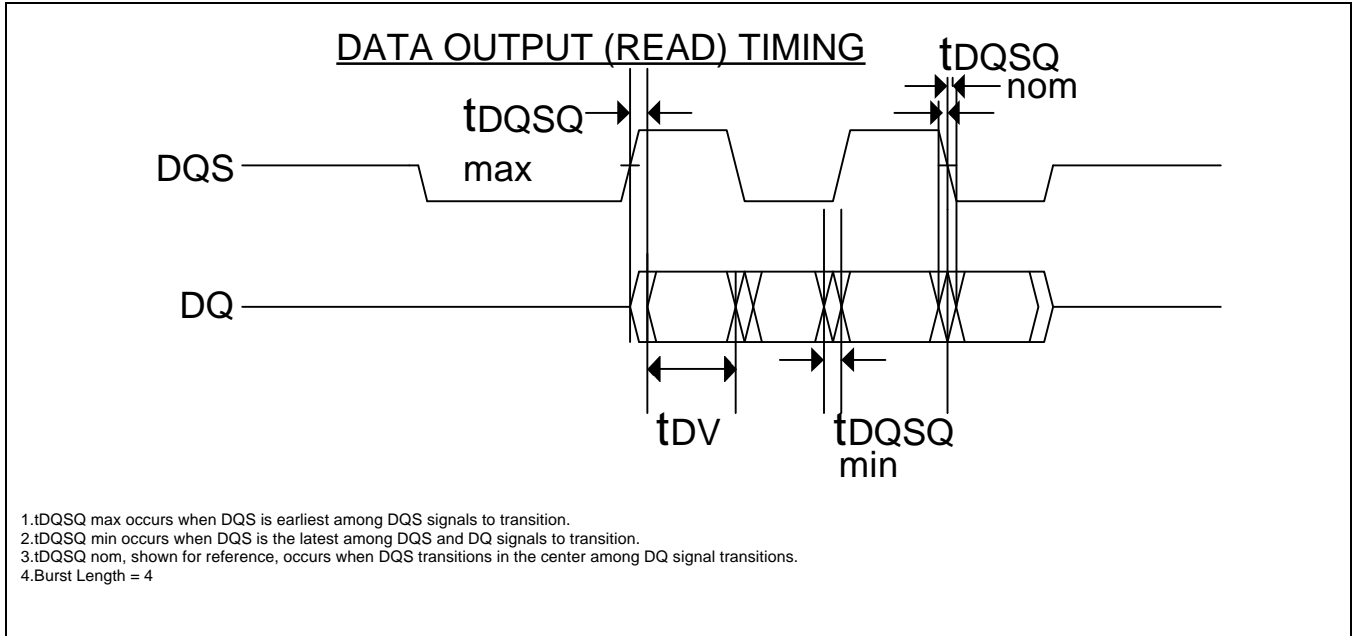 DATA OUTPUT (READ) TIMING
tDQSQ
nom
tDQSQ
max
DQS
DQ
tDV
tDQSQ
min
1.tDQSQ max occurs when DQS is earliest among DQS signals to transition.
2.tDQSQ min occurs when DQS is the latest among DQS and DQ signals to transition.
3.tDQSQ nom, shown for reference, occurs when DQS transitions in the center among DQ signal transitions.
4.Burst Length = 4